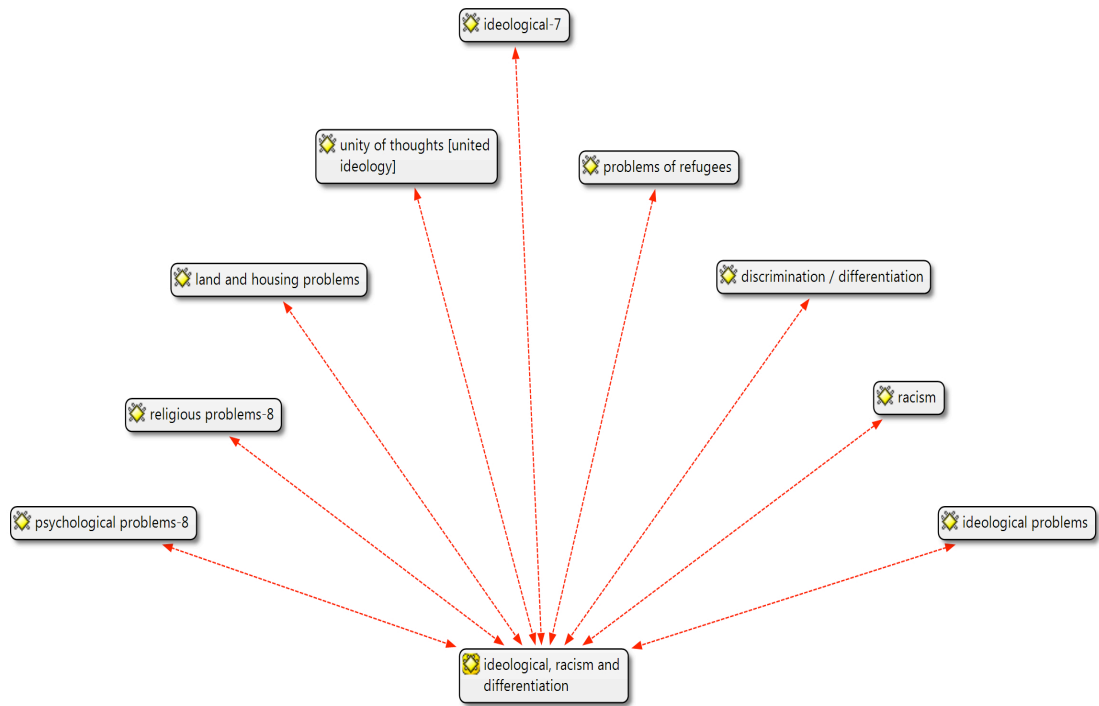 ideological-7
unity of thoughts [united
ideology]
problems of refugees
land and housing problems
discrimination / differentiation
racism
religious problems-8
psychological problems-8
ideological problems
ideological, racism and
differentiation